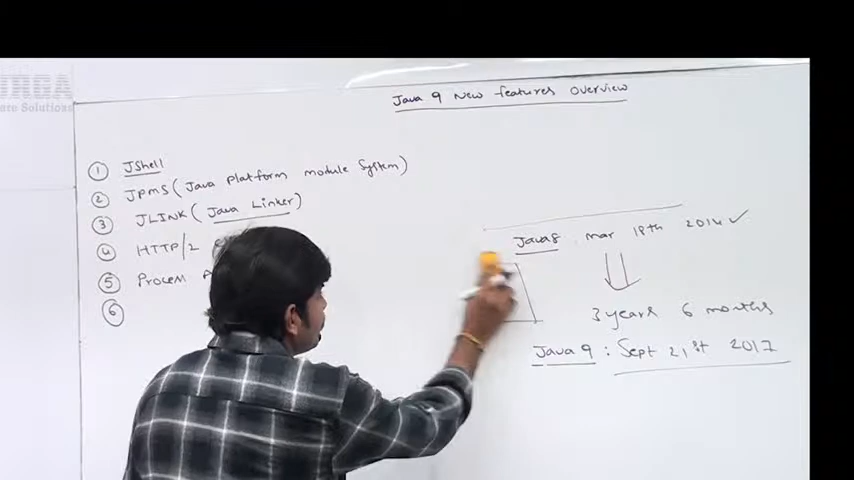 Java 9 New features Overview
① JShell
② JPMS (Java platform module System)
③ JLINK (Java Linker)
④ HTTP/2
⑤ Process
⑥
Java8 Mar 18th 2014 ✓
3 years 6 months
Java 9 : Sept 21st 2017